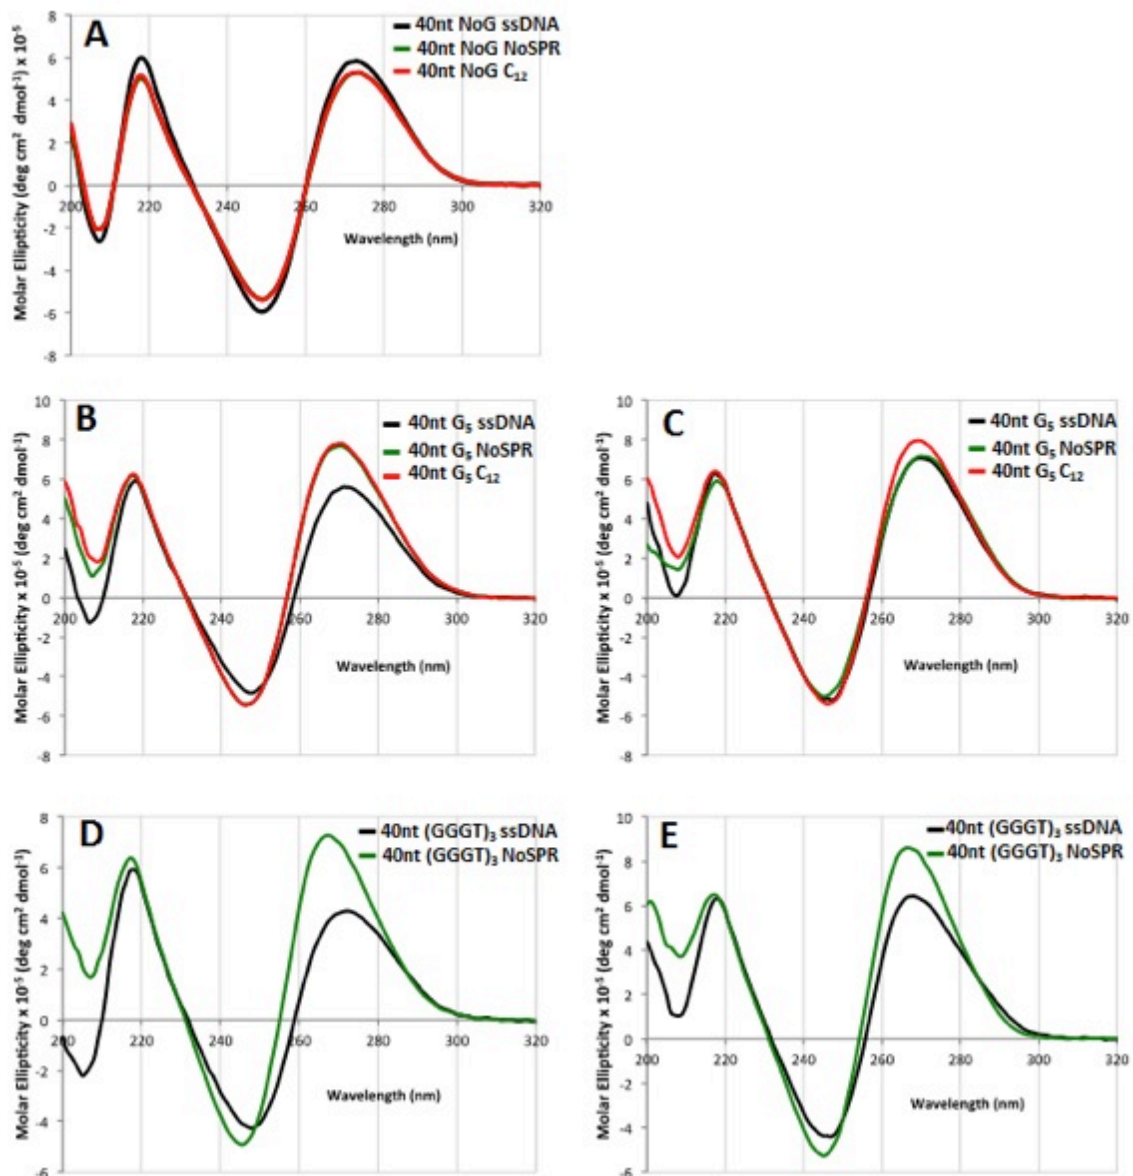 A
40nt NoG ssDNA
40nt NoG NoSPR
40nt NoG C₁₂
Molar Ellipticity (deg cm² dmol⁻¹) x 10⁻⁵
8
6
4
2
0
-2
-4
-6
-8
200 220 240 260 280 300 320
Wavelength (nm)
B
40nt G₅ ssDNA
40nt G₅ NoSPR
40nt G₅ C₁₂
Molar Ellipticity x 10⁻⁵ (deg cm² dmol⁻¹)
10
8
6
4
2
0
-2
-4
-6
-8
200 220 240 260 280 300 320
Wavelength (nm)
C
40nt G₅ ssDNA
40nt G₅ NoSPR
40nt G₅ C₁₂
Molar Ellipticity x 10⁻⁵ (deg cm² dmol⁻¹)
10
8
6
4
2
0
-2
-4
-6
-8
200 220 240 260 280 300 320
Wavelength (nm)
D
40nt (GGGT)₃ ssDNA
40nt (GGGT)₃ NoSPR
Molar Ellipticity x 10⁻⁵ (deg cm² dmol⁻¹)
8
6
4
2
0
-2
-4
-6
200 220 240 260 280 300 320
Wavelength (nm)
E
40nt (GGGT)₃ ssDNA
40nt (GGGT)₃ NoSPR
Molar Ellipticity x 10⁻⁵ (deg cm² dmol⁻¹)
10
8
6
4
2
0
-2
-4
-6
200 220 240 260 280 300 320
Wavelength (nm)